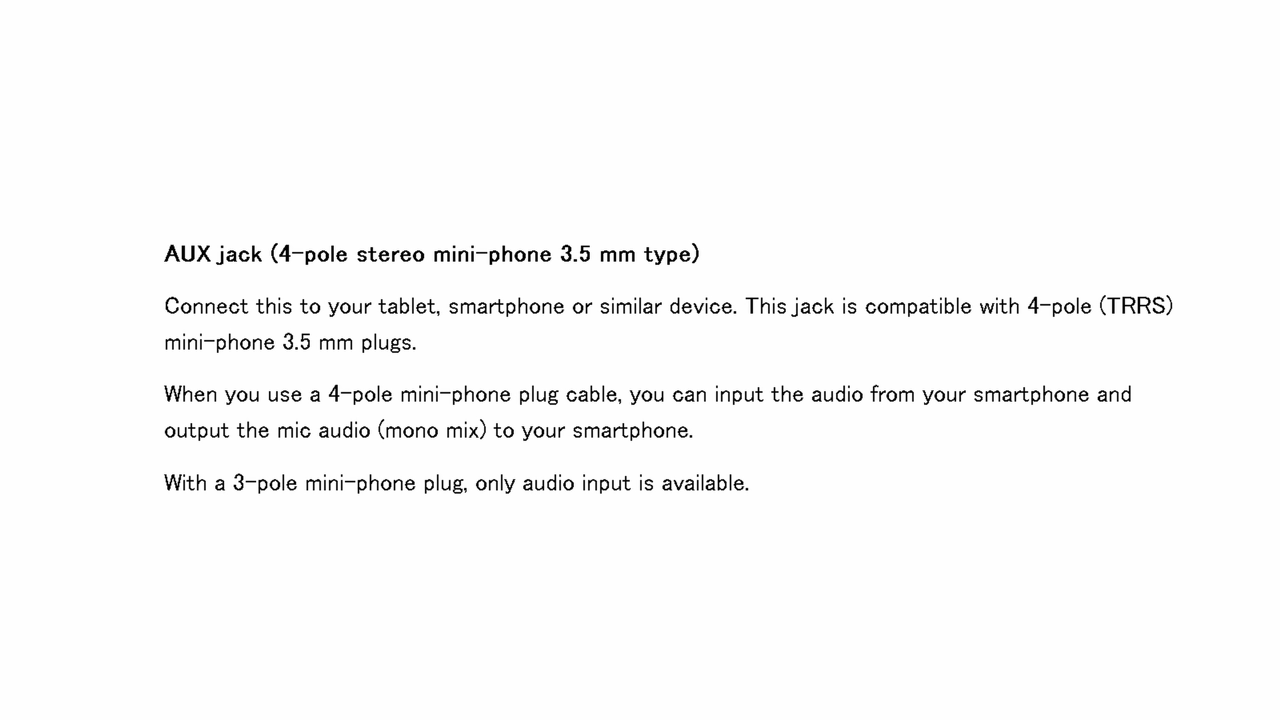 AUX jack (4-pole stereo mini-phone 3.5 mm type)
Connect this to your tablet, smartphone or similar device. This jack is compatible with 4-pole (TRRS)
mini-phone 3.5 mm plugs.
When you use a 4-pole mini-phone plug cable, you can input the audio from your smartphone and
output the mic audio (mono mix) to your smartphone.
With a 3-pole mini-phone plug, only audio input is available.